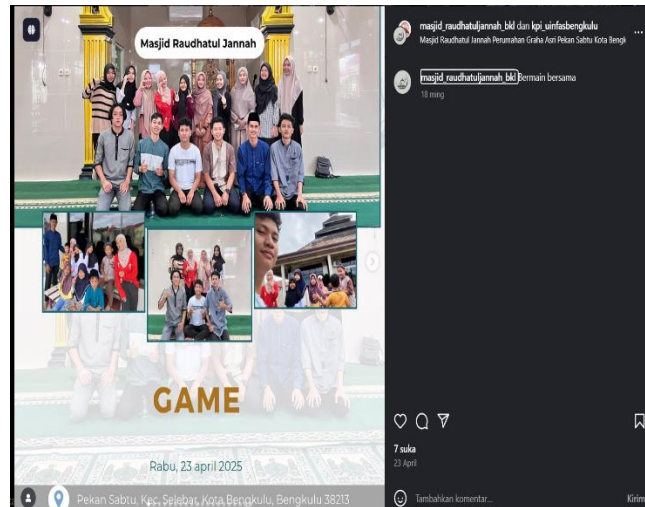 Masjid Raudhatul Jannah
GAME
Rabu, 23 april 2025
Pekan Sabtu, Kec. Selebar, Kota Bengkulu, Bengkulu 38213
masjid_raudhatuljannah_bkl dan kpi_uinfasbengkulu
Masjid Raudhatul Jannah Perumahan Graha Asri Pekan Sabtu Kota Bengk
masjid_raudhatuljannah_bkl Bermain bersama
18 ming
7 suka
23 April
Tambahkan komentar...
Kirim